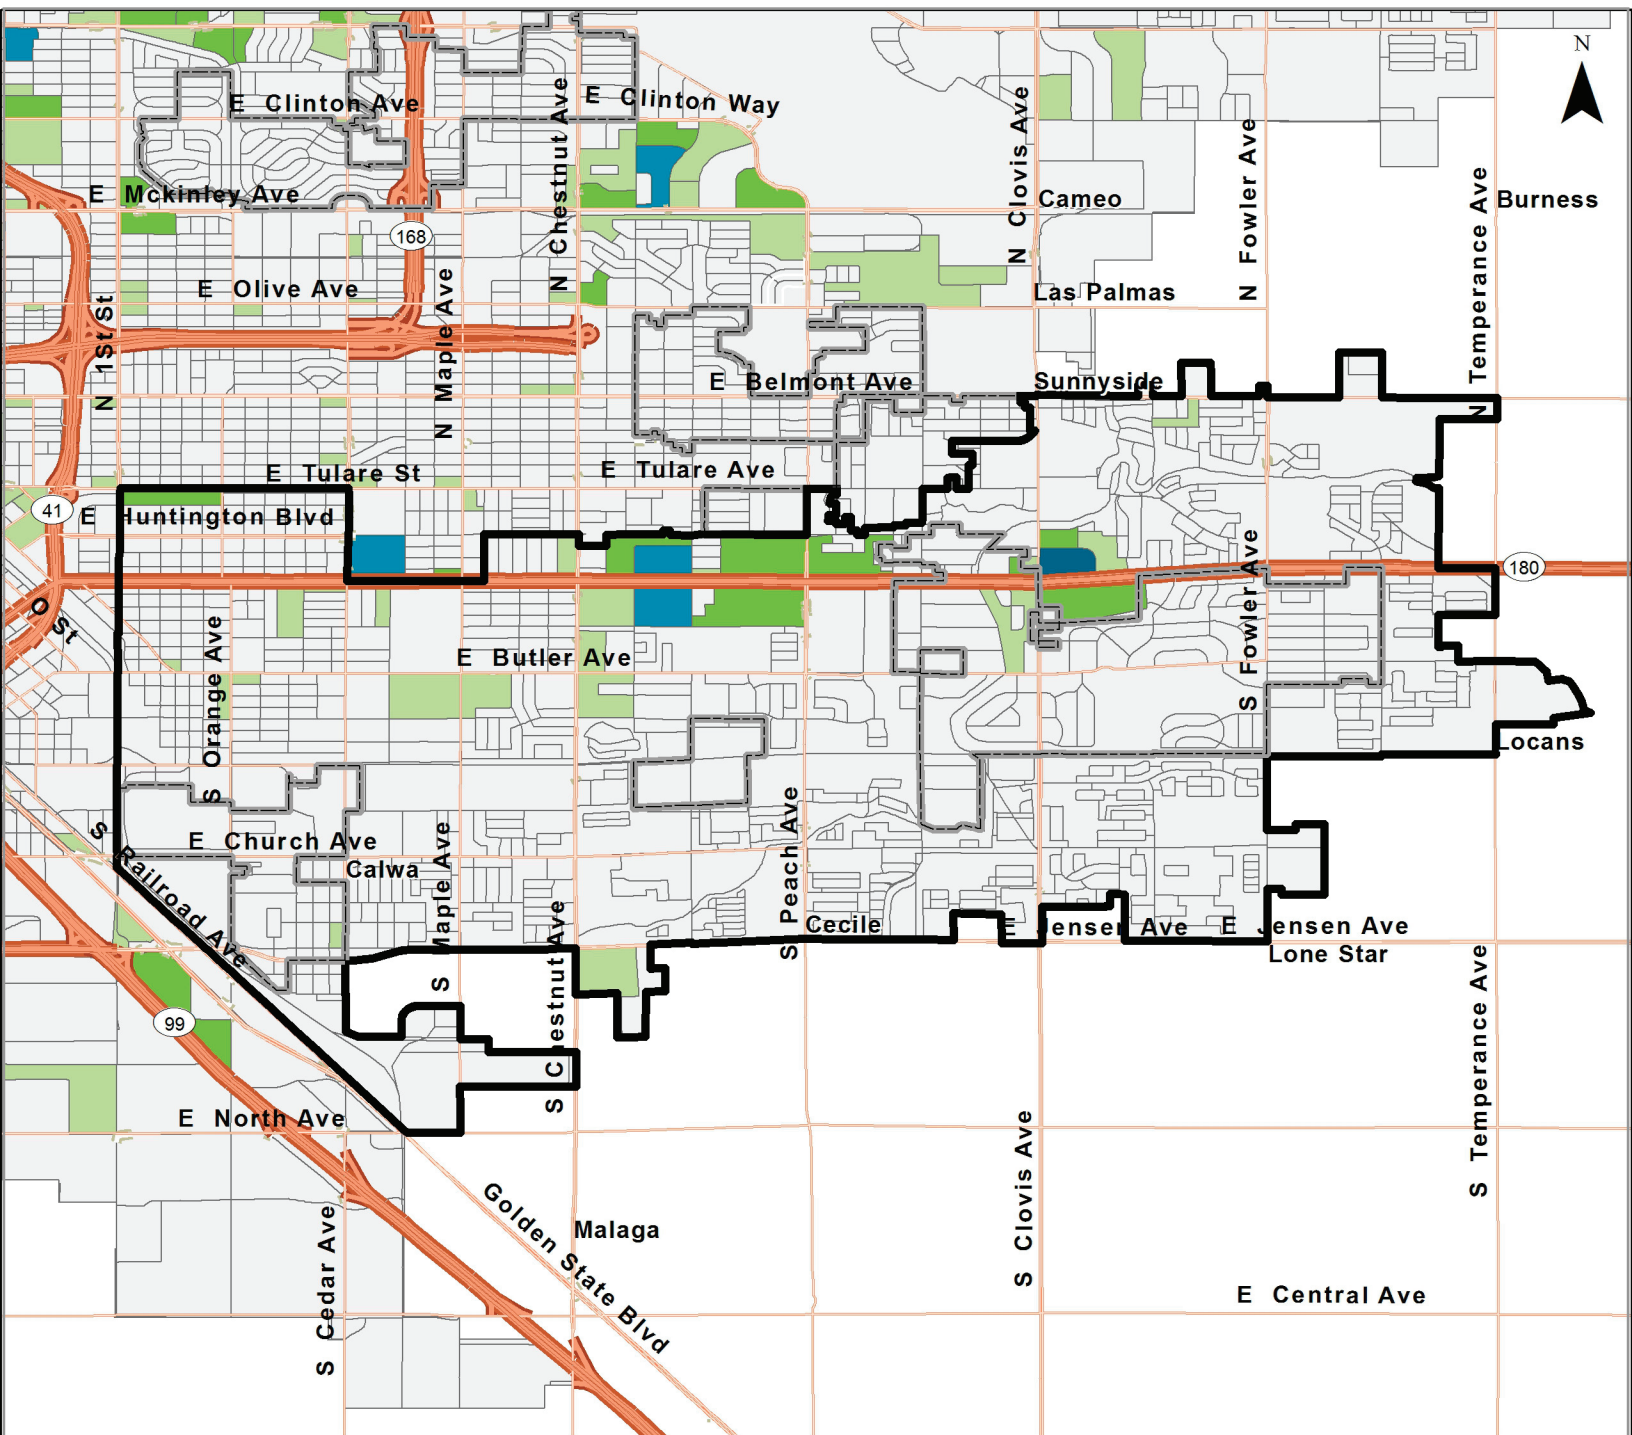 N
E Clinton Ave
E Clinton Way
N Chestnut Ave
N Clovis Ave
N Fowler Ave
N Temperance Ave
E Mckinley Ave
Cameo
Burness
168
E Olive Ave
Las Palmas
N 1St St
N Maple Ave
E Belmont Ave
Sunnyside
E Tulare St
E Tulare Ave
41
E Huntington Blvd
180
O St
S Orange Ave
E Butler Ave
S Fowler Ave
Locans
S Railroad Ave
E Church Ave
Calwa
S Maple Ave
S Peach Ave
Cecile
E Jensen Ave
E Jensen Ave
Lone Star
S Chestnut Ave
S Temperance Ave
99
E North Ave
S Clovis Ave
S Cedar Ave
Golden State Blvd
Malaga
E Central Ave